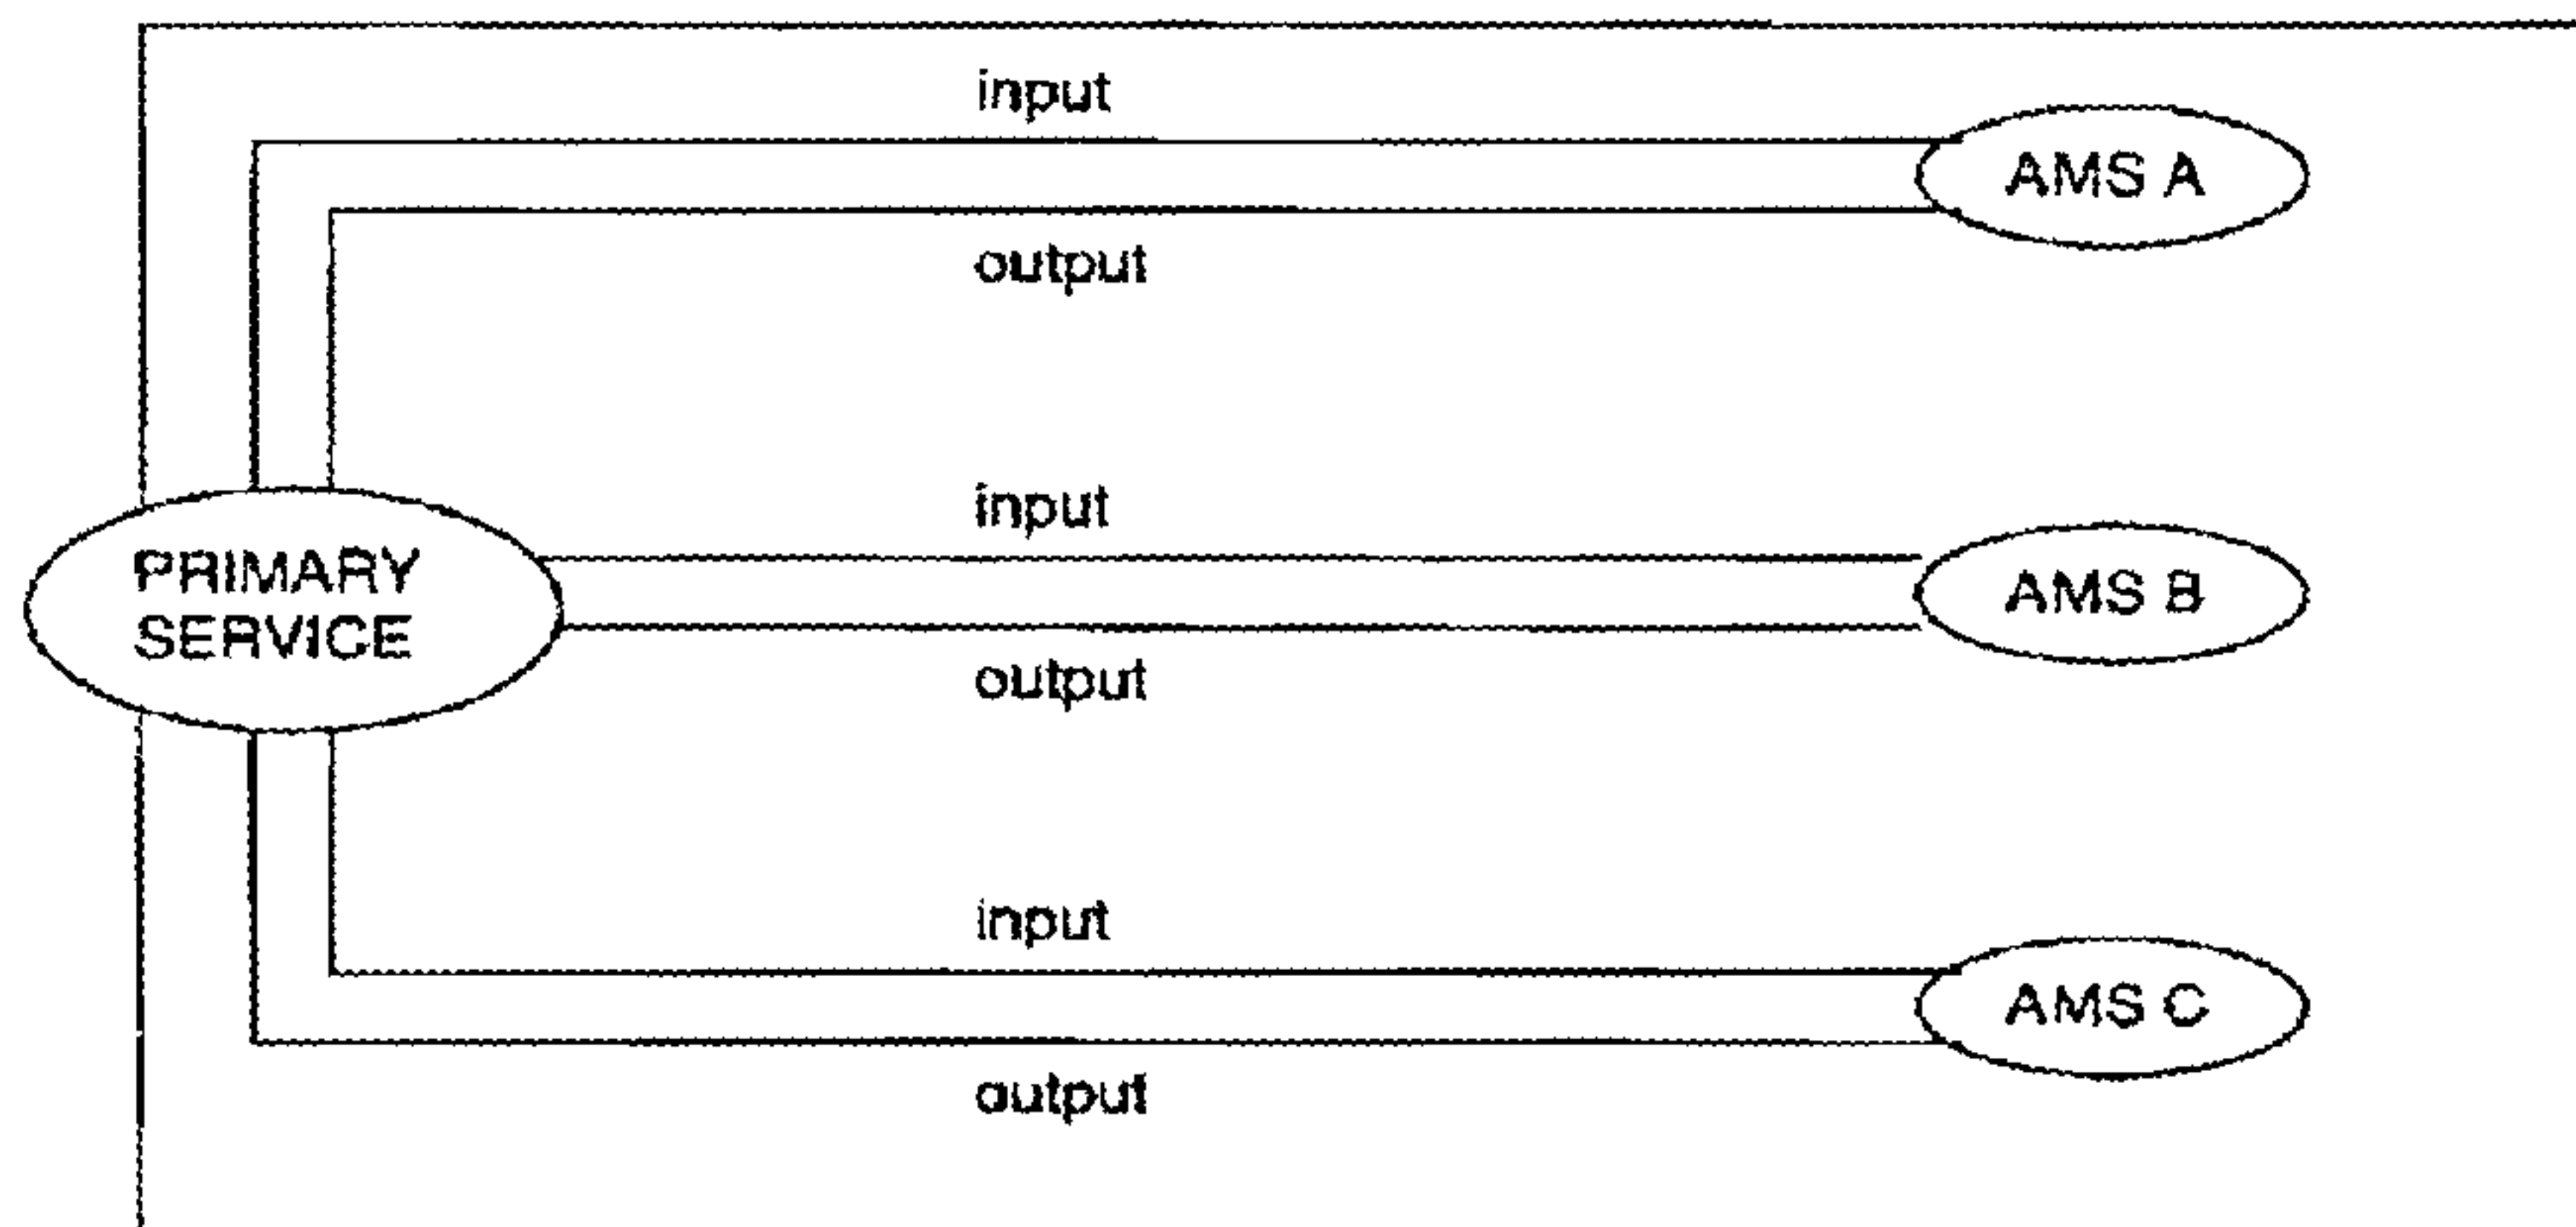 input
AMS A
output
input
PRIMARY
SERVICE
AMS B
output
input
AMS C
output